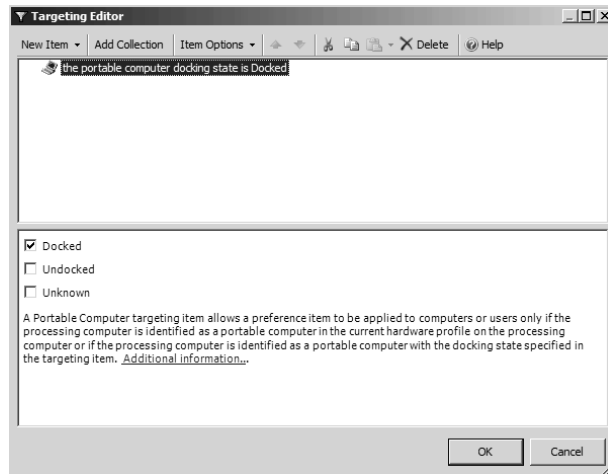 Targeting Editor
New Item Add Collection Item Options Delete Help
the portable computer docking state is Docked
Docked
Undocked
Unknown
A Portable Computer targeting item allows a preference item to be applied to computers or users only if the
processing computer is identified as a portable computer in the current hardware profile on the processing
computer or if the processing computer is identified as a portable computer with the docking state specified in
the targeting item. Additional information...
OK Cancel